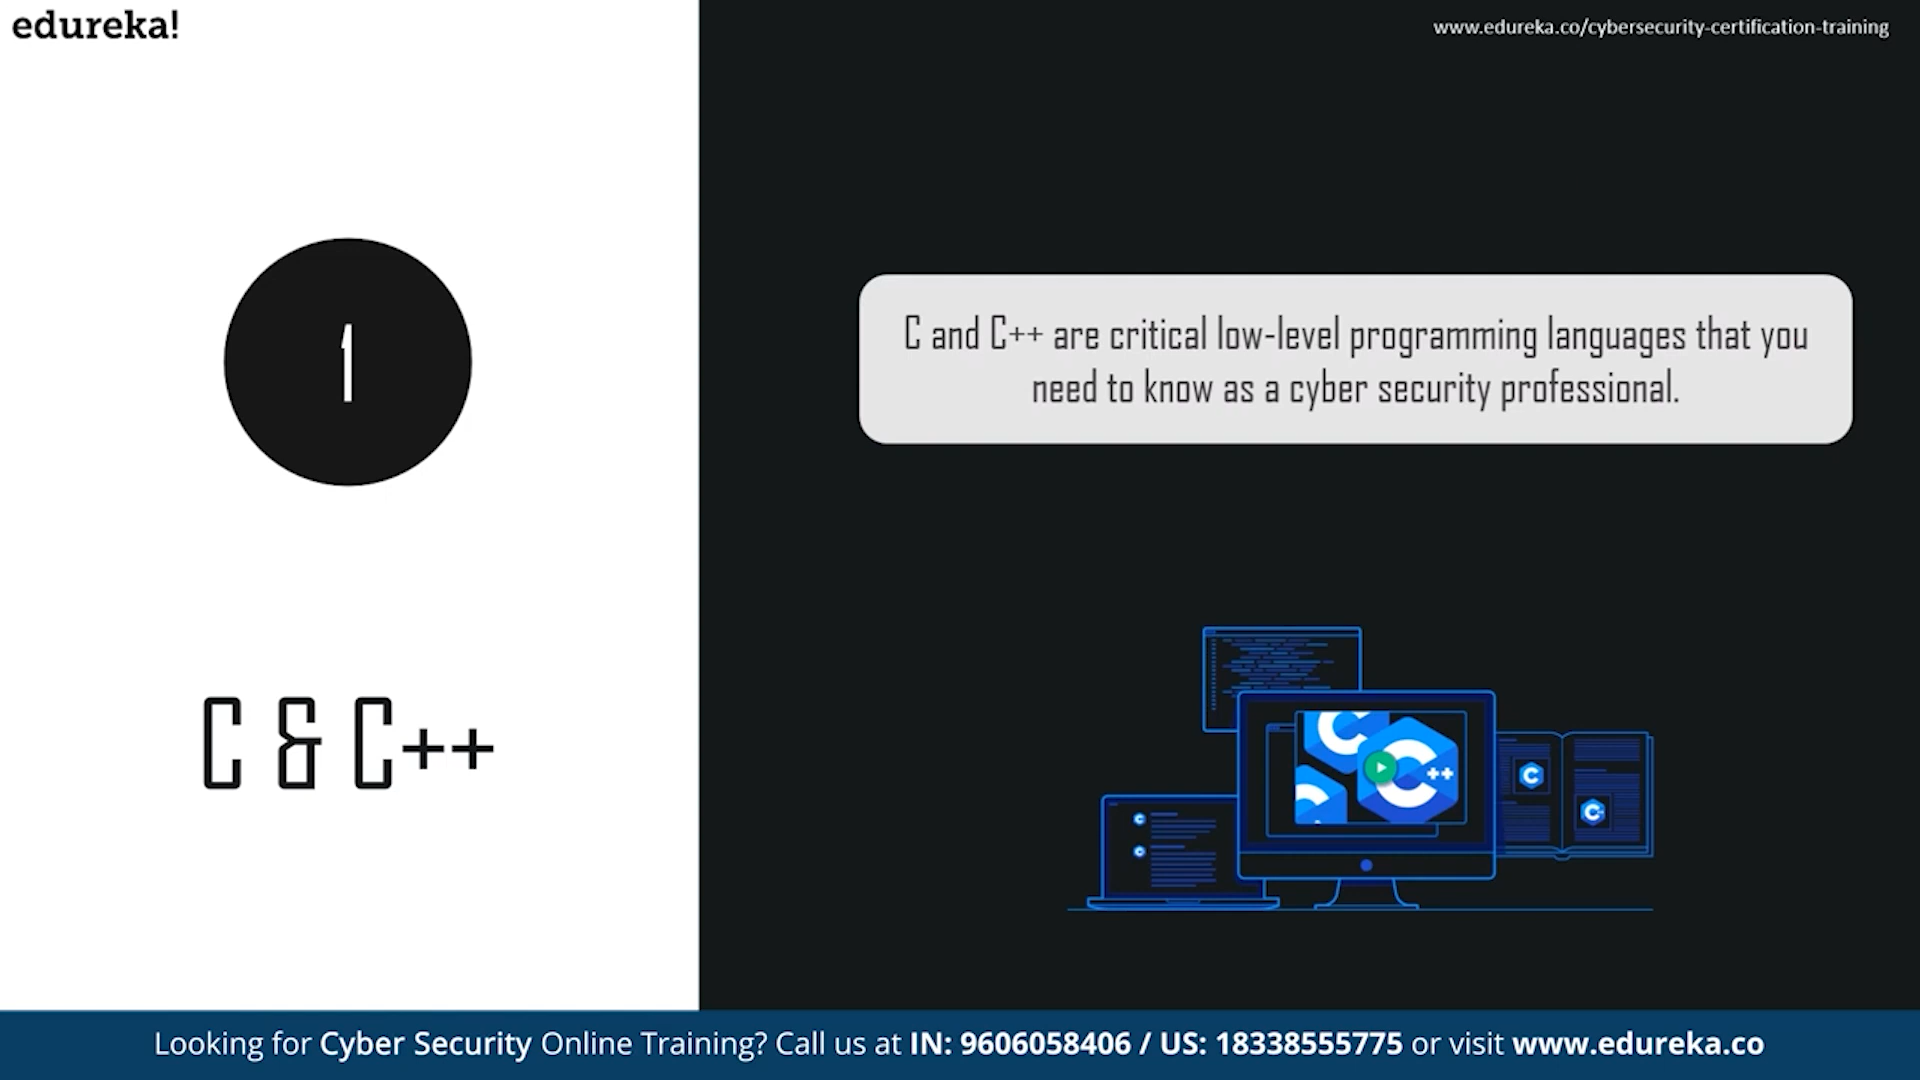 edureka!
www.edureka.co/cybersecurity-certification-training
1
C & C++
C and C++ are critical low-level programming languages that you
need to know as a cyber security professional.
C
C++
C
C
C
C++
Looking for Cyber Security Online Training? Call us at IN: 9606058406 / US: 18338555775 or visit www.edureka.co